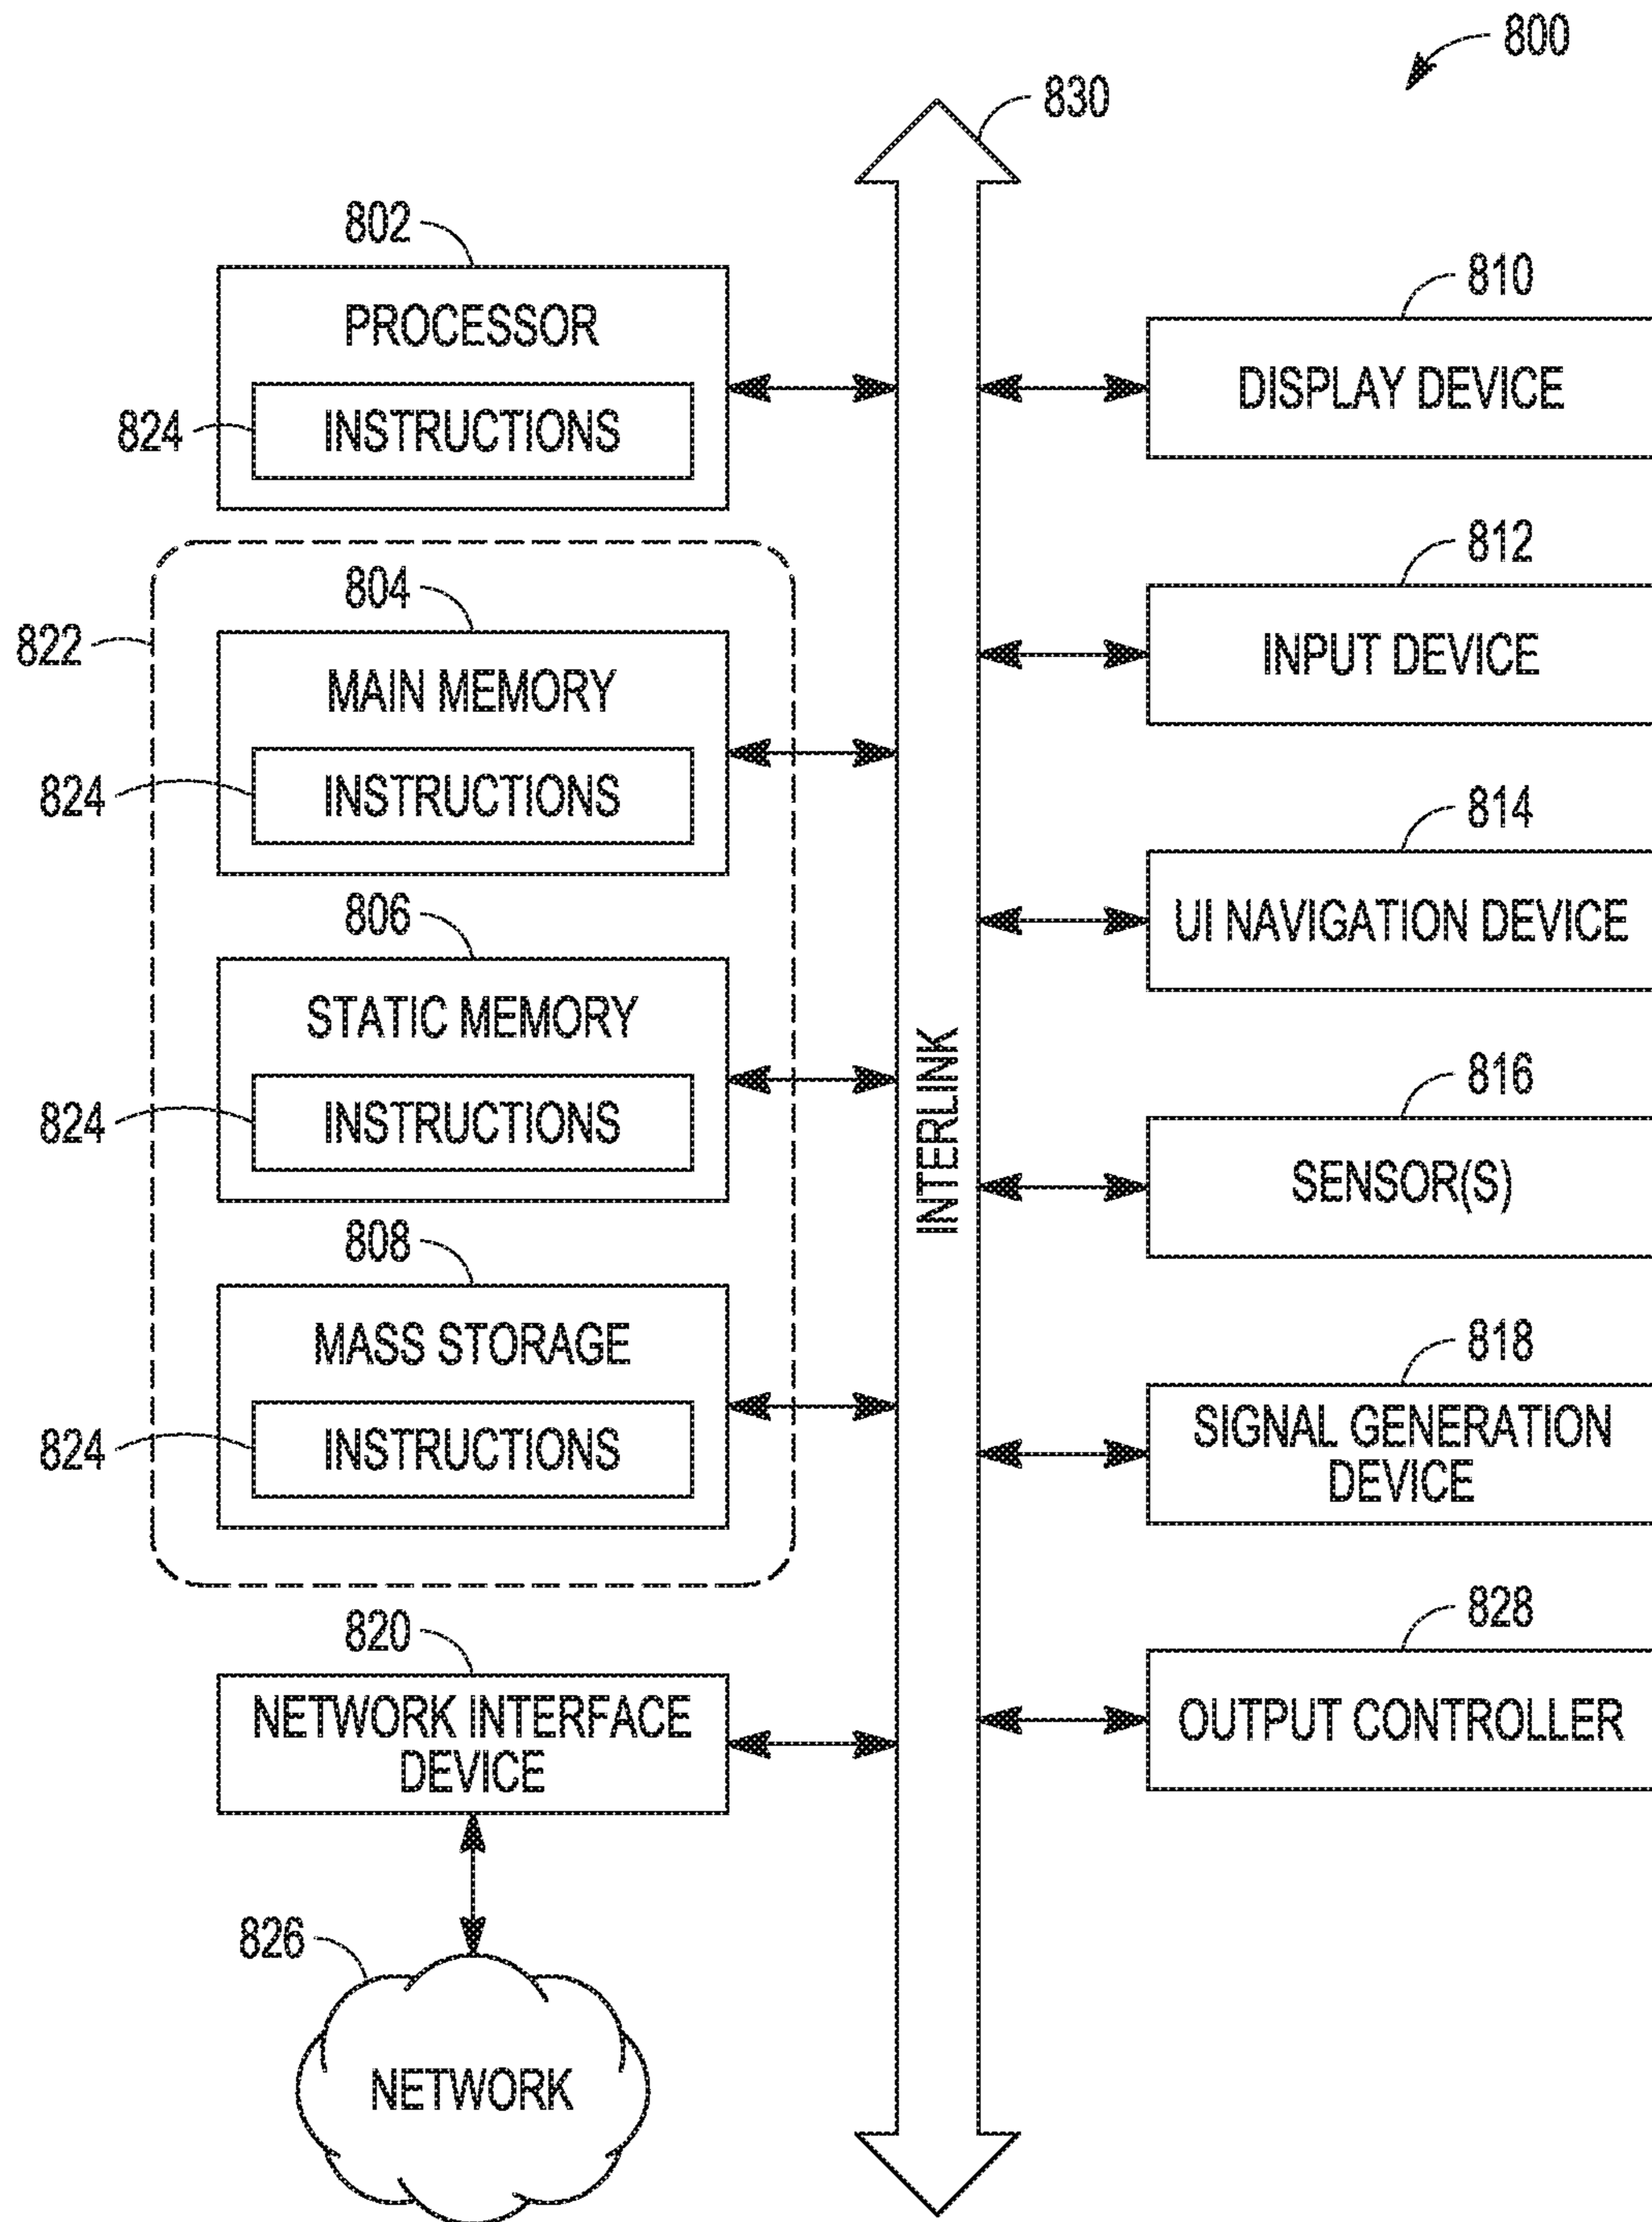 800
830
802
PROCESSOR
824
INSTRUCTIONS
822
804
MAIN MEMORY
824
INSTRUCTIONS
806
STATIC MEMORY
824
INSTRUCTIONS
808
MASS STORAGE
824
INSTRUCTIONS
820
NETWORK INTERFACE
DEVICE
826
NETWORK
INTERLINK
810
DISPLAY DEVICE
812
INPUT DEVICE
814
UI NAVIGATION DEVICE
816
SENSOR(S)
818
SIGNAL GENERATION
DEVICE
828
OUTPUT CONTROLLER